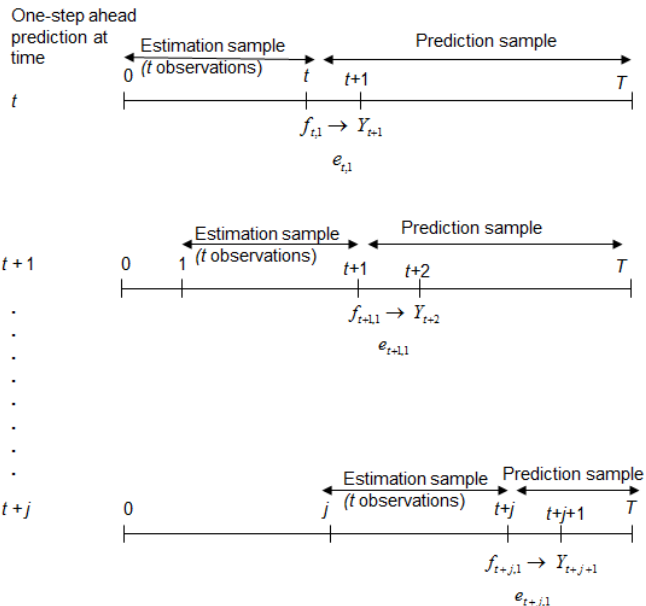 One-step ahead
prediction at
time
Estimation sample
(t observations)
Prediction sample
0 t t+1 T
t
f_{t,1} → Y_{t+1}
e_{t,1}
Estimation sample
(t observations)
Prediction sample
t + 1 0 1 t+1 t+2 T
f_{t+1,1} → Y_{t+2}
e_{t+1,1}
.
.
.
.
.
.
.
.
Estimation sample
(t observations)
Prediction sample
t + j 0 j t+j t+j+1 T
f_{t+j,1} → Y_{t+j+1}
e_{t+j,1}